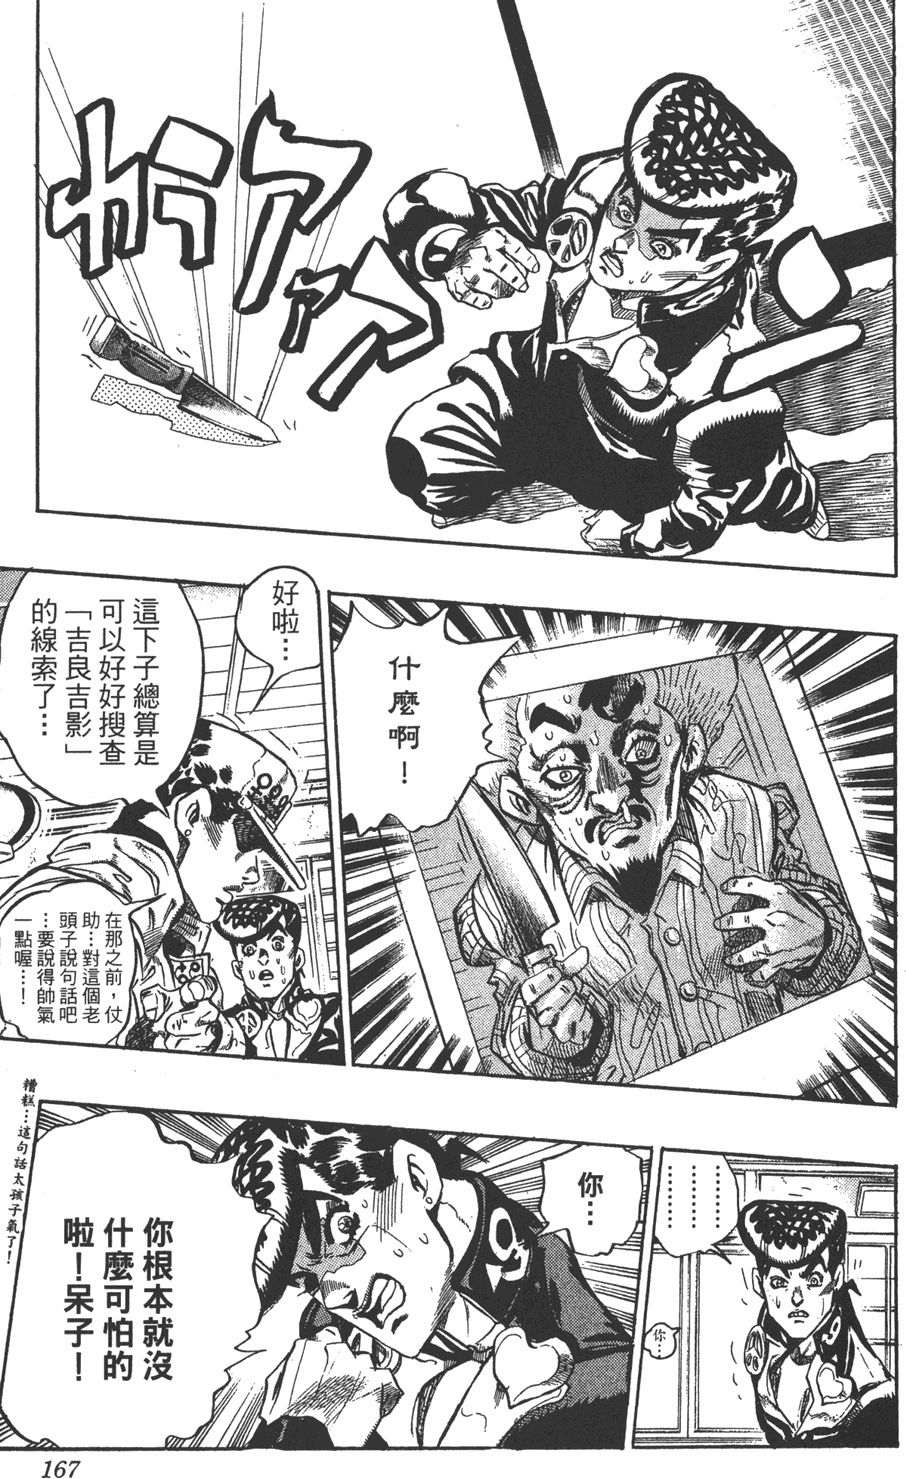 カラァン
ァァ
什麼啊！
好啦…
這下子總算是
可以好好搜查
「吉良吉影」
的線索了…
在那之前，仗
助…對這個老
頭子說句話吧
…要說得帥氣
一點喔…！
………
………
你…
你…
你根本就沒
什麼可怕的
啦！呆子！
糟糕…這句話太孩子氣了！
167